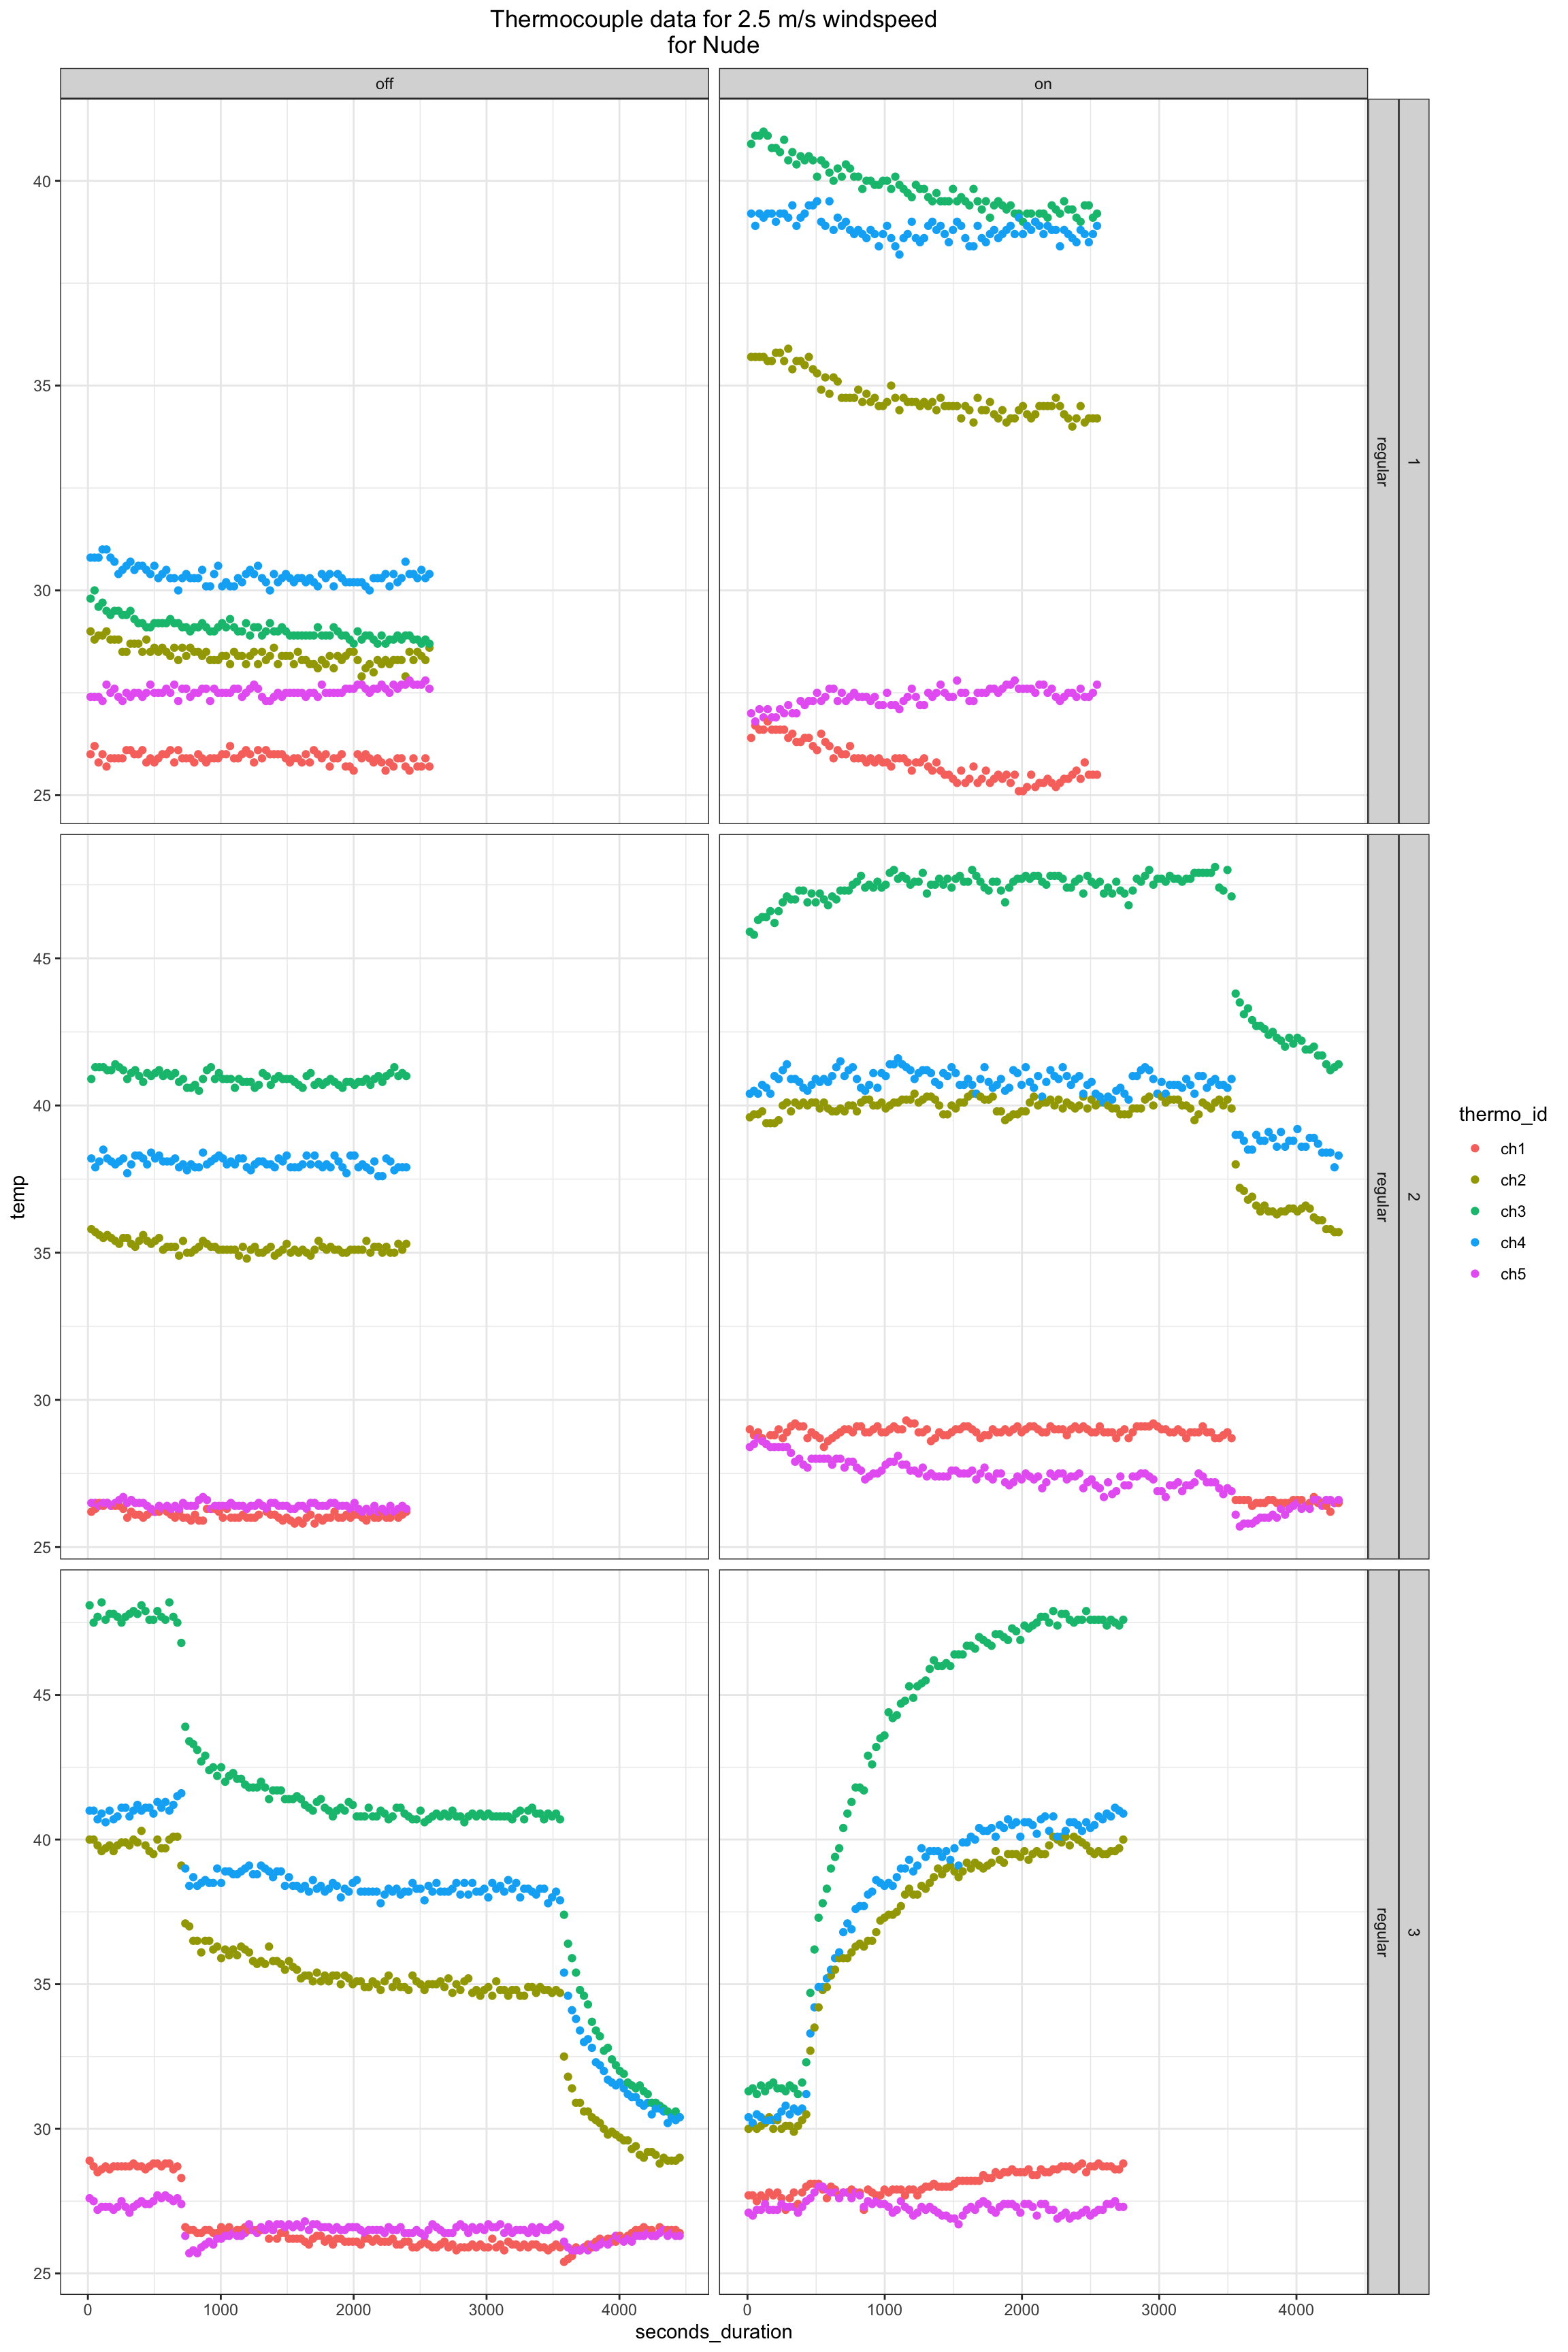 Thermocouple data for 2.5 m/s windspeed
for Nude
off
on
40
35
30
25
regular
1
45
40
35
30
25
regular
2
45
40
35
30
25
regular
3
temp
0
1000
2000
3000
4000
0
1000
2000
3000
4000
seconds_duration
thermo_id
ch1
ch2
ch3
ch4
ch5